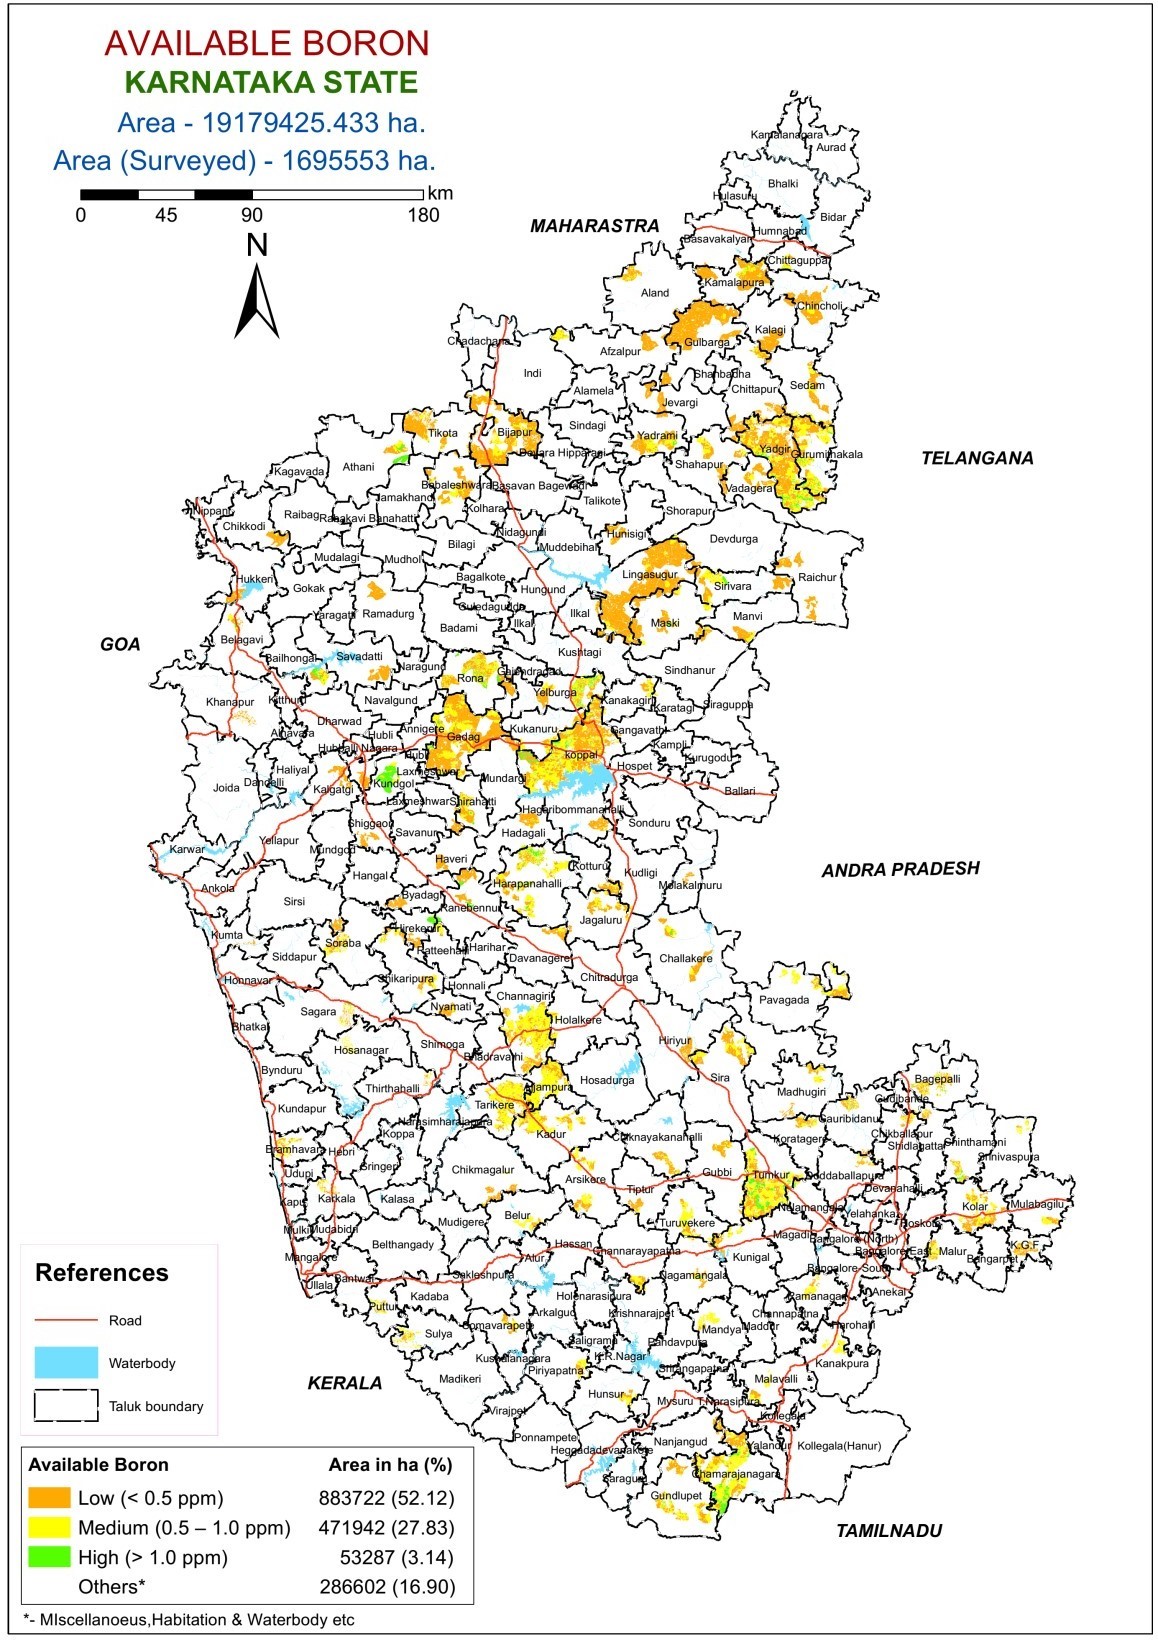 AVAILABLE BORON
KARNATAKA STATE
Area - 19179425.433 ha.
Area (Surveyed) - 1695553 ha.
km
0 45 90 180
N
MAHARASTRA
TELANGANA
GOA
ANDRA PRADESH
KERALA
TAMILNADU
Kamalanagara
Aurad
Bhalki
Hulasuru
Bidar
Basavakalyan Humnabad
Chittaguppa
Aland Kamalapura
Chincholi
Chadachana Gulbarga Kalagi
Afzalpur
Indi Alamela Shahbadha
Chittapur Sedam
Jevargi
Tikota Bijapur Sindagi Yadrami
Devara Hipparagi Yadgir Gurumitakala
Kagavada Athani Shahapur
Babaleshwara Basavan Bagewadi Vadagera
Jamakhand Kolhara Talikote Shorapur
Nippani Raibag Rabakavi Banahatti
Chikkodi Nidagundi Hunisigi Devdurga
Mudalagi Mudhol Bilagi Muddebihal
Hukkeri Gokak Bagalkote Hungund Lingasugur Sirivara Raichur
Yaragatti Ramadurg Guledagudda Ilkal Ilkal Maski Manvi
Belagavi Badami
Bailhongal Savadatti Naragund Kushtagi
Rona Gajendragad Sindhanur
Khanapur Kitthuru Navalgund Yelburga Kanakagiri Karatagi Siraguppa
Alnavara Dharwad Annigere Kukanuru Gangavathi
Hubli Gadag Kampli
Hubballi Nagara Koppal Kurugodu
Haliyal Laxmeshwar Mundargi Hospet
Joida Dandelli Kalgatgi Kundgol Ballari
Laxmeshwar Shirahatti Hagaribommanahalli
Shiggaon Savanur Hadagali Sonduru
Karwar Yellapur Mundgod
Haveri Kotturu Kudligi
Hangal Harapanahalli Molakalmuru
Ankola Sirsi Byadagi Ranebennur Jagaluru
Kumta Soraba Hirekerur
Siddapur Ratteehalli Harihar Davanagere Challakere
Honnavar Shikaripura Honnali Chitradurga
Channagiri Pavagada
Sagara Nyamati Holalkere
Bhatkal Hosanagar Shimoga Bhadravathi Hiriyur
Bynduru Hosadurga Sira
Thirthahalli Ajjampura Madhugiri Bagepalli
Kundapur Tarikere Gudibande
Narasimharajapura Gauribidanur
Koppa Kadur Chiknayakanahalli Koratagere Chikballapur Chinthamani
Bramhavara Hebri Shidlagatta Srinivaspura
Udupi Sringeri Chikmagalur Arsikere Gubbi Tumkur Doddaballapura
Kapu Karkala Kalasa Tiptur Devanahalli
Mulki Mudabidri Mudigere Belur Turuvekere Nelamangala Yelahanka Hoskote Kolar Mulabagilu
Mangalore Belthangady Hassan Channarayapatna Kunigal Magadi Bangalore(North)
Ullala Bantwal Alur Bangalore East Malur K.G.F
Sakleshpura Nagamangala Bangalore South Bangarpet
Kadaba Holenarasipura Ramanagar Anekal
Puttur Arkalgud Krishnarajpet Channapatna
Sulya Somavarapete Saligrama Mandya Maddur Harohalli
Kushalanagara K.R.Nagar Pandavpura Kanakpura
Madikeri Piriyapatna Shrirangapatna Malavalli
Virajpet Hunsur Mysuru T.Narasipura
Ponnampete Nanjangud Kollegala
Heggadadevanakote Yalandur Kollegala(Hanur)
Saraguru Chamarajanagara
Gundlupet
References
Road
Waterbody
Taluk boundary
Available Boron Area in ha (%)
Low (< 0.5 ppm) 883722 (52.12)
Medium (0.5 – 1.0 ppm) 471942 (27.83)
High (> 1.0 ppm) 53287 (3.14)
Others* 286602 (16.90)
*- MIscellanoeus,Habitation & Waterbody etc